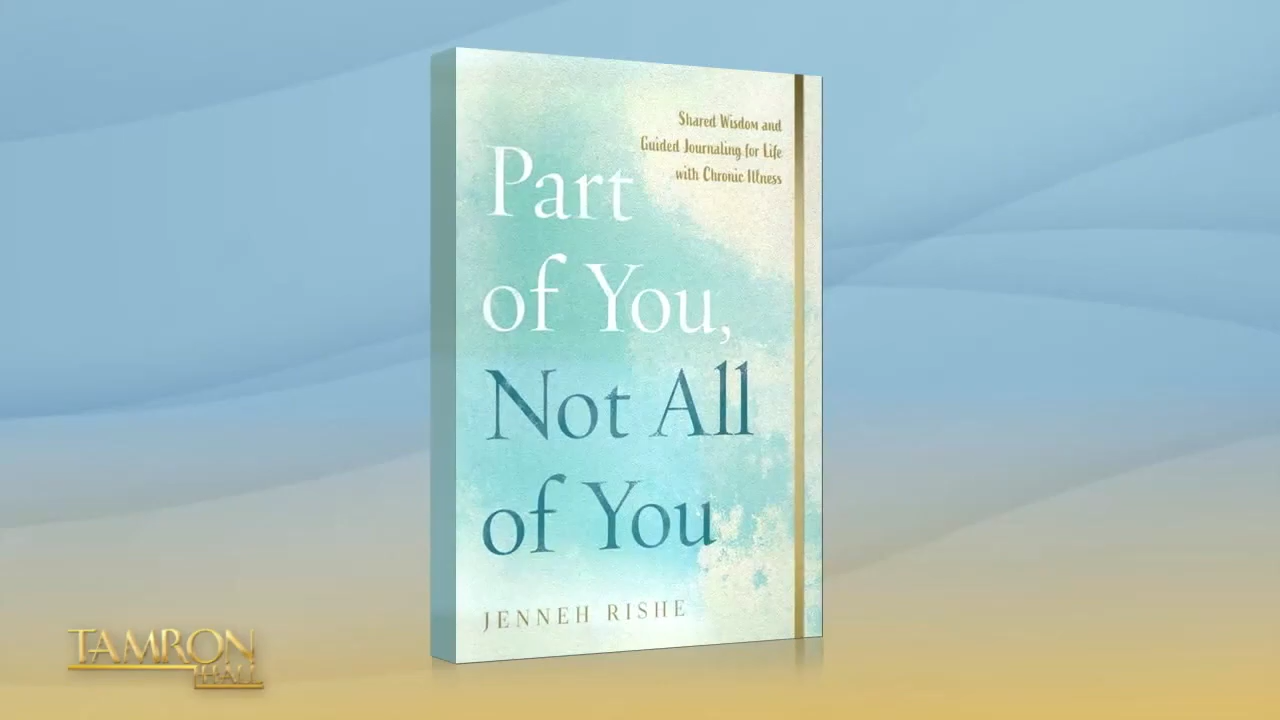 Shared Wisdom and
Guided Journaling for Life
with Chronic Illness
Part
of You,
Not All
of You
JENNEH RISHE
TAMRON
HALL